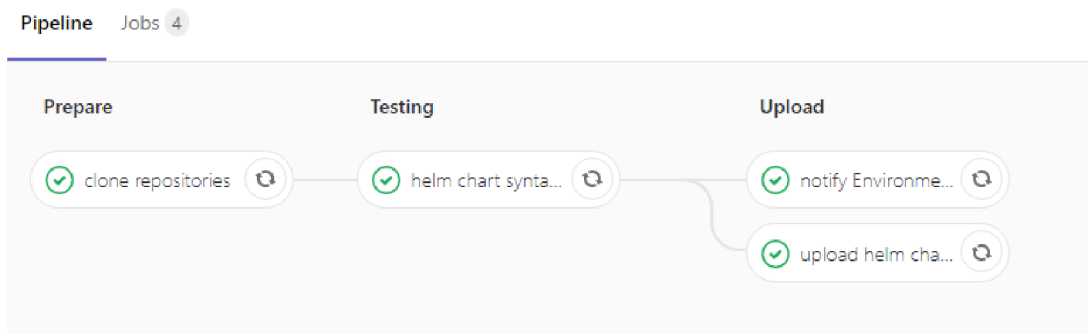 Pipeline Jobs 4
Prepare Testing Upload
clone repositories helm chart synta... notify Environme...
upload helm cha...